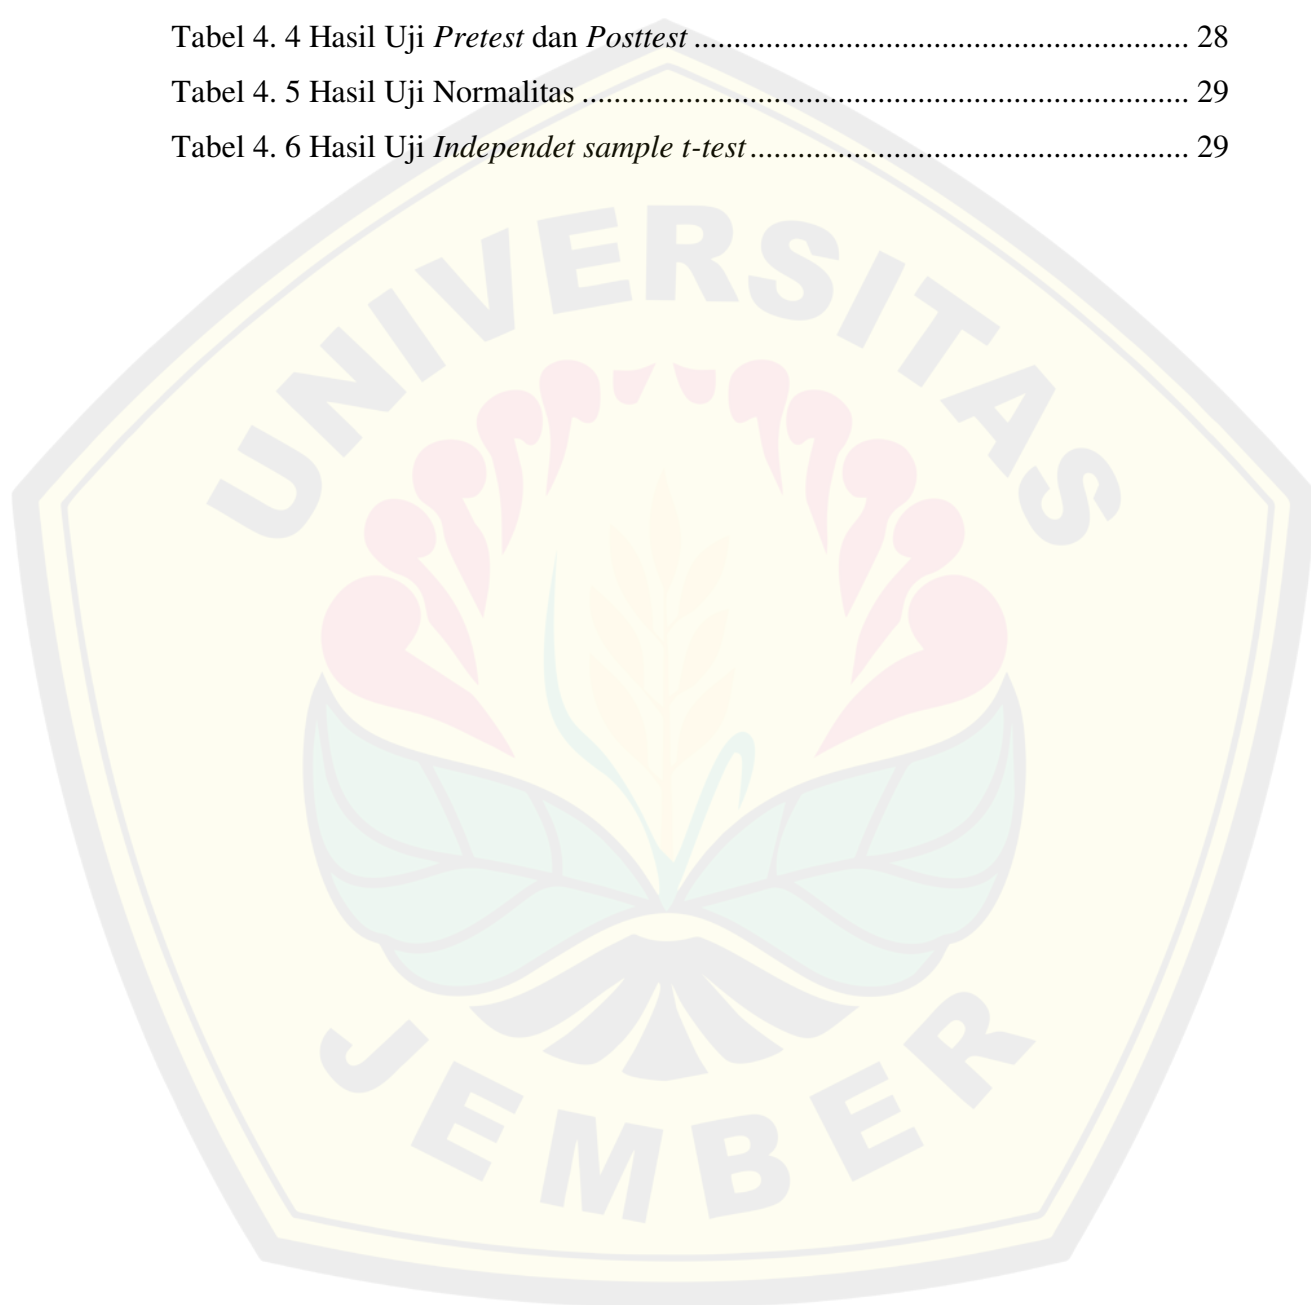 Tabel 4. 4 Hasil Uji Pretest dan Posttest .............................................................. 28
Tabel 4. 5 Hasil Uji Normalitas ............................................................................ 29
Tabel 4. 6 Hasil Uji Independet sample t-test ....................................................... 29
UNIVERSITAS
JEMBER